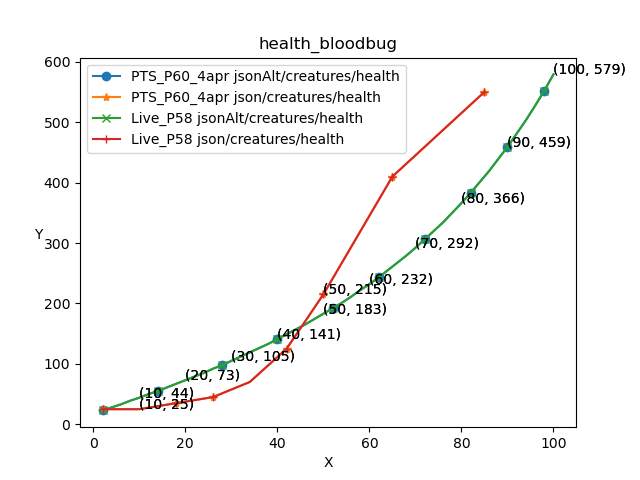 health_bloodbug
PTS_P60_4apr jsonAlt/creatures/health
PTS_P60_4apr json/creatures/health
Live_P58 jsonAlt/creatures/health
Live_P58 json/creatures/health
600
500
400
300
200
100
0
Y
(100, 579)
(90, 459)
(80, 366)
(70, 292)
(60, 232)
(50, 215)
(50, 183)
(40, 141)
(30, 105)
(20, 73)
(10, 44)
(10, 25)
0 20 40 60 80 100
X